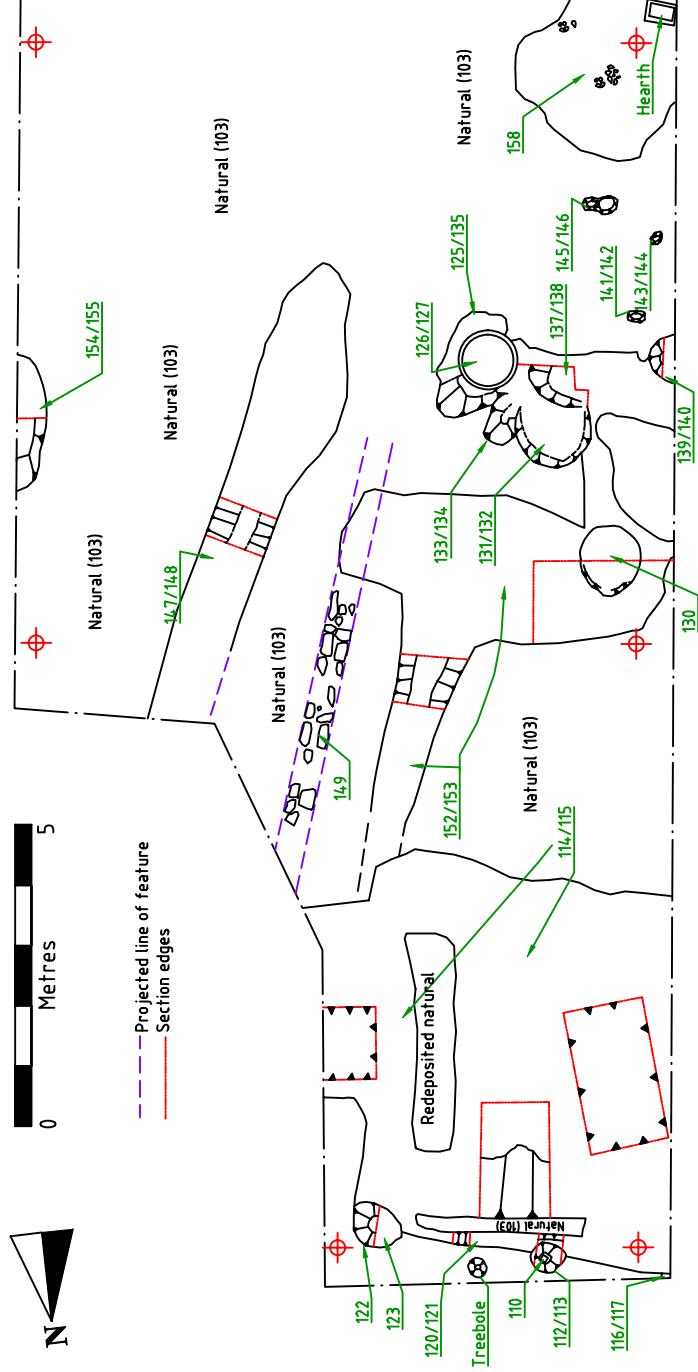 154/155
Natural (103)
Natural (103)
Natural (103)
147/148
Natural (103)
149
Natural (103)
158
Hearth
125/135
126/127
145/146
141/142
143/144
137/138
139/140
133/134
131/132
130
152/153
Natural (103)
114/115
Redeposited natural
Natural (103)
122
123
120/121
Treebole
110
112/113
116/117
0
Metres
5
Projected line of feature
Section edges
N